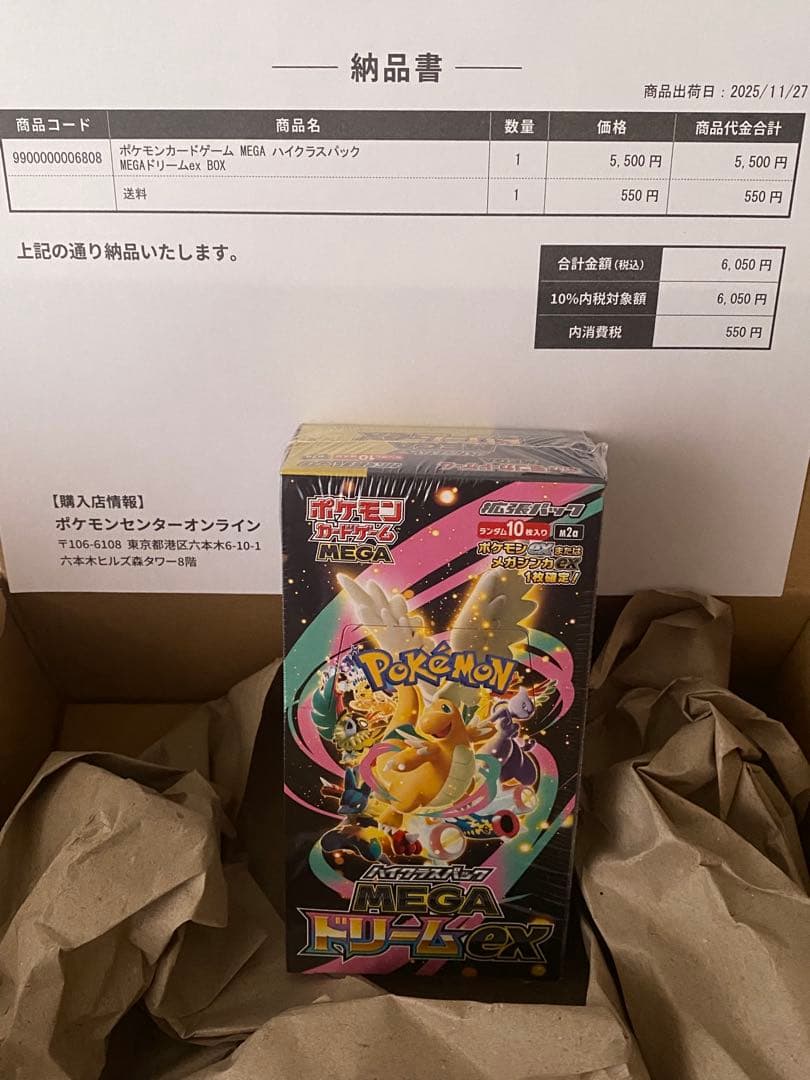 納品書
商品出荷日：2025/11/27
商品コード 商品名 数量 価格 商品代金合計
9900000006808 ポケモンカードゲーム MEGA ハイクラスパック 1 5,500 円 5,500 円
MEGAドリームex BOX
送料 1 550 円 550 円
上記の通り納品いたします。
合計金額(税込) 6,050 円
10%内税対象額 6,050 円
内消費税 550 円
【購入店情報】
ポケモンセンターオンライン
〒106-6108 東京都港区六本木6-10-1
六本木ヒルズ森タワー8階
ポケモン
カードゲーム
MEGA
拡張パック
ランダム10枚入り M2a
ポケモンexまたは
メガシンカex
1枚確定!
POKéMON
ハイクラスパック
MEGA
ドリームex